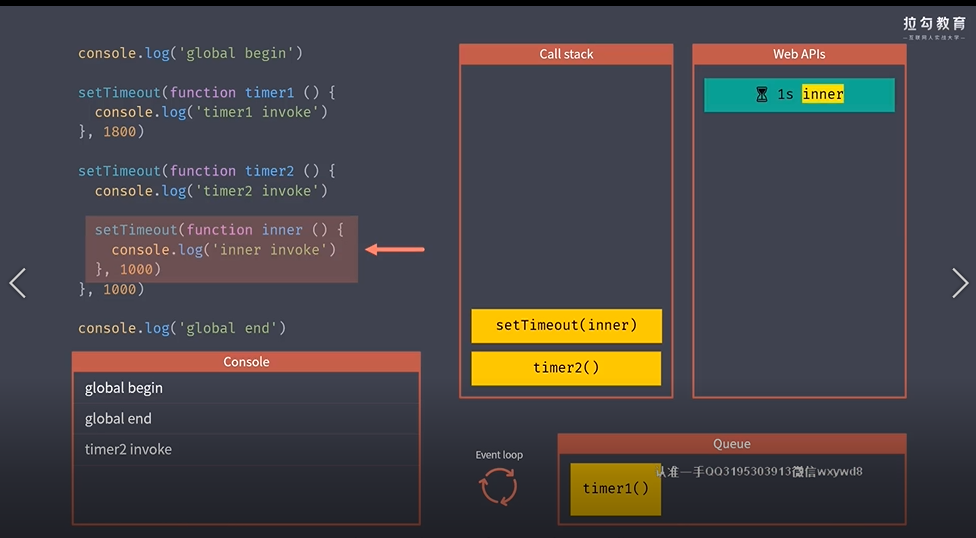 拉勾教育
—互联网人实战大学—
console.log('global begin')
setTimeout(function timer1 () {
console.log('timer1 invoke')
}, 1800)
setTimeout(function timer2 () {
console.log('timer2 invoke')
setTimeout(function inner () {
console.log('inner invoke')
}, 1000)
}, 1000)
console.log('global end')
Console
global begin
global end
timer2 invoke
Call stack
setTimeout(inner)
timer2()
Web APIs
1s inner
Event loop
Queue
timer1()
认准一手QQ3195303913微信wxywd8